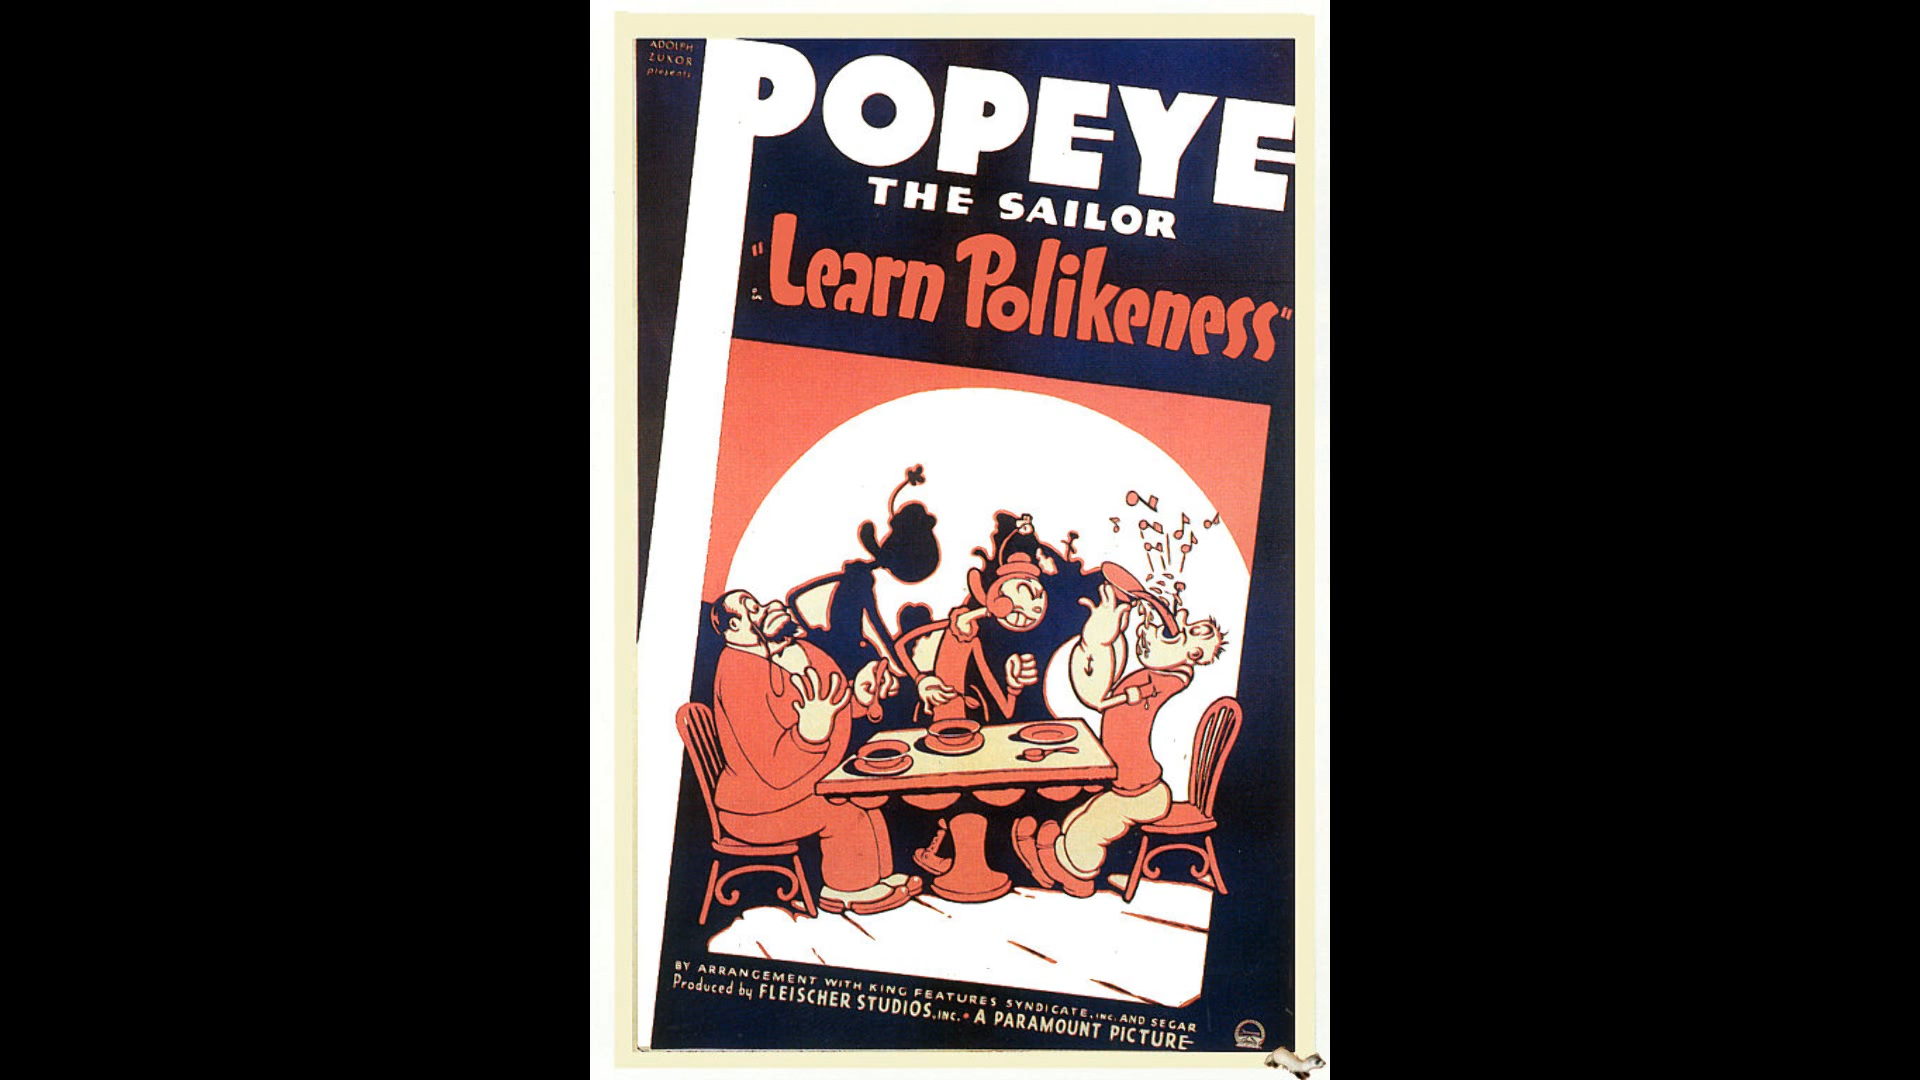 ADOLPH
ZUKOR
presents
POPEYE
THE SAILOR
in "Learn Polikeness"
BY ARRANGEMENT WITH KING FEATURES SYNDICATE, INC. AND SEGAR
Produced by FLEISCHER STUDIOS, INC. • A PARAMOUNT PICTURE